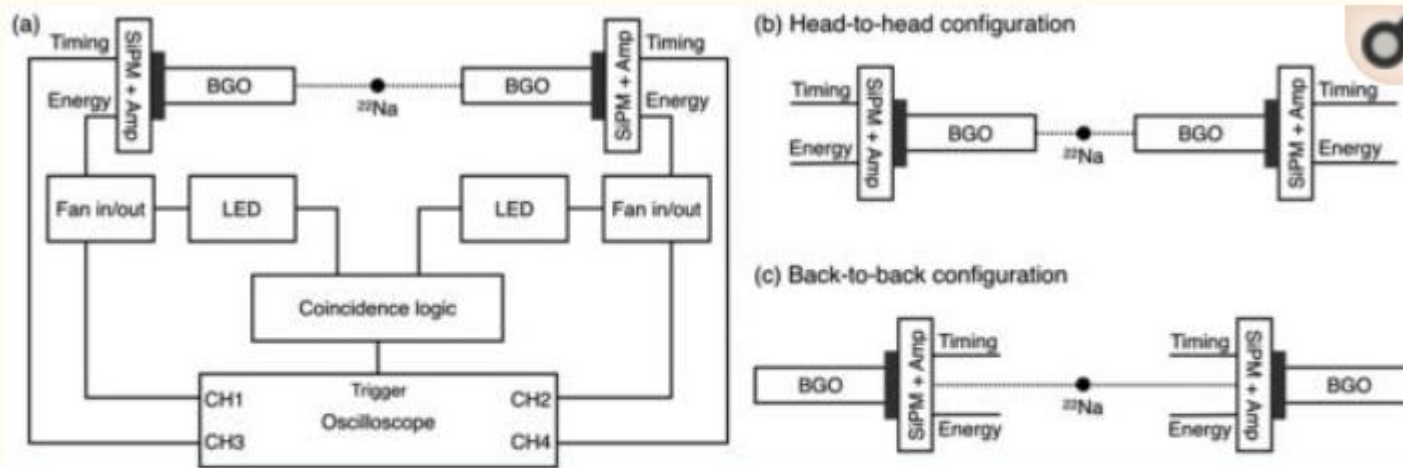 (a)
Timing
SiPM + Amp
Energy
BGO
22Na
BGO
SiPM + Amp
Timing
Energy
Fan in/out
LED
LED
Fan in/out
Coincidence logic
Trigger
Oscilloscope
CH1
CH2
CH3
CH4
(b) Head-to-head configuration
Timing
Energy
SiPM + Amp
BGO
22Na
BGO
SiPM + Amp
Timing
Energy
(c) Back-to-back configuration
BGO
SiPM + Amp
Timing
Energy
22Na
Timing
Energy
SiPM + Amp
BGO